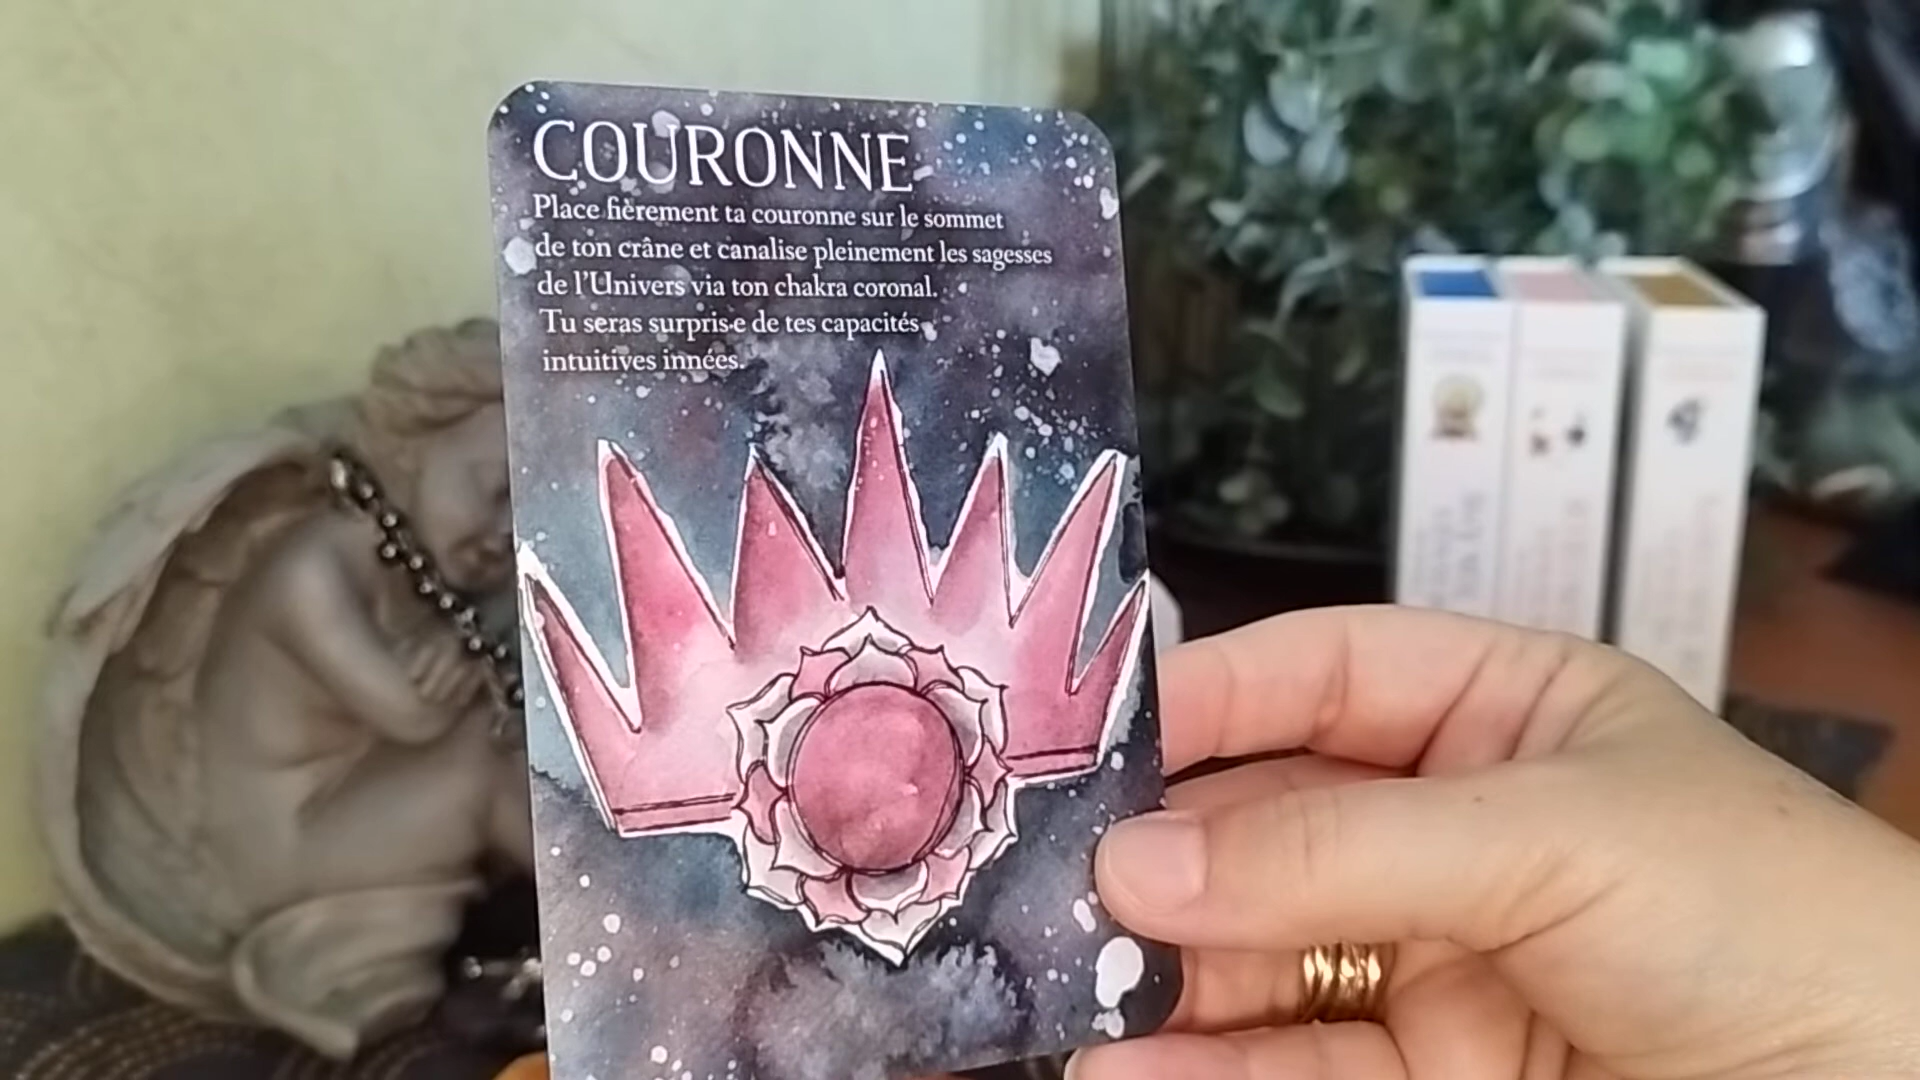 COURONNE
Place fièrement ta couronne sur le sommet
de ton crâne et canalise pleinement les sagesses
de l'Univers via ton chakra coronal.
Tu seras surpris·e de tes capacités
intuitives innées.